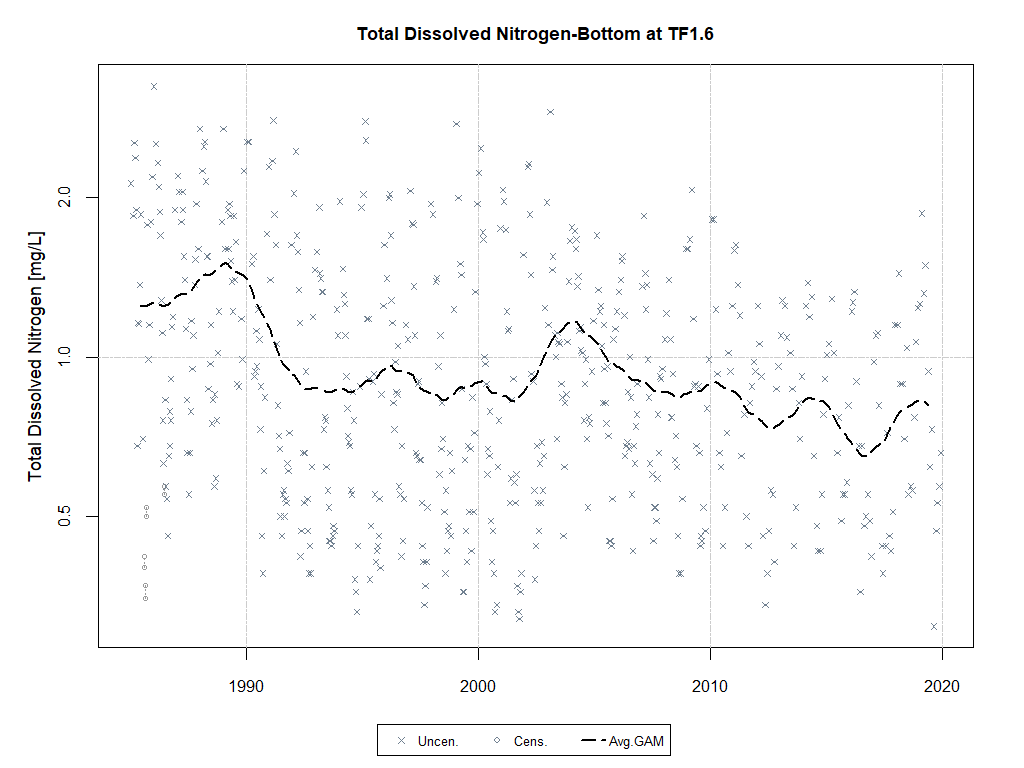 Total Dissolved Nitrogen-Bottom at TF1.6
Total Dissolved Nitrogen [mg/L]
2.0
1.0
0.5
1990 2000 2010 2020
Uncen. Cens. Avg.GAM